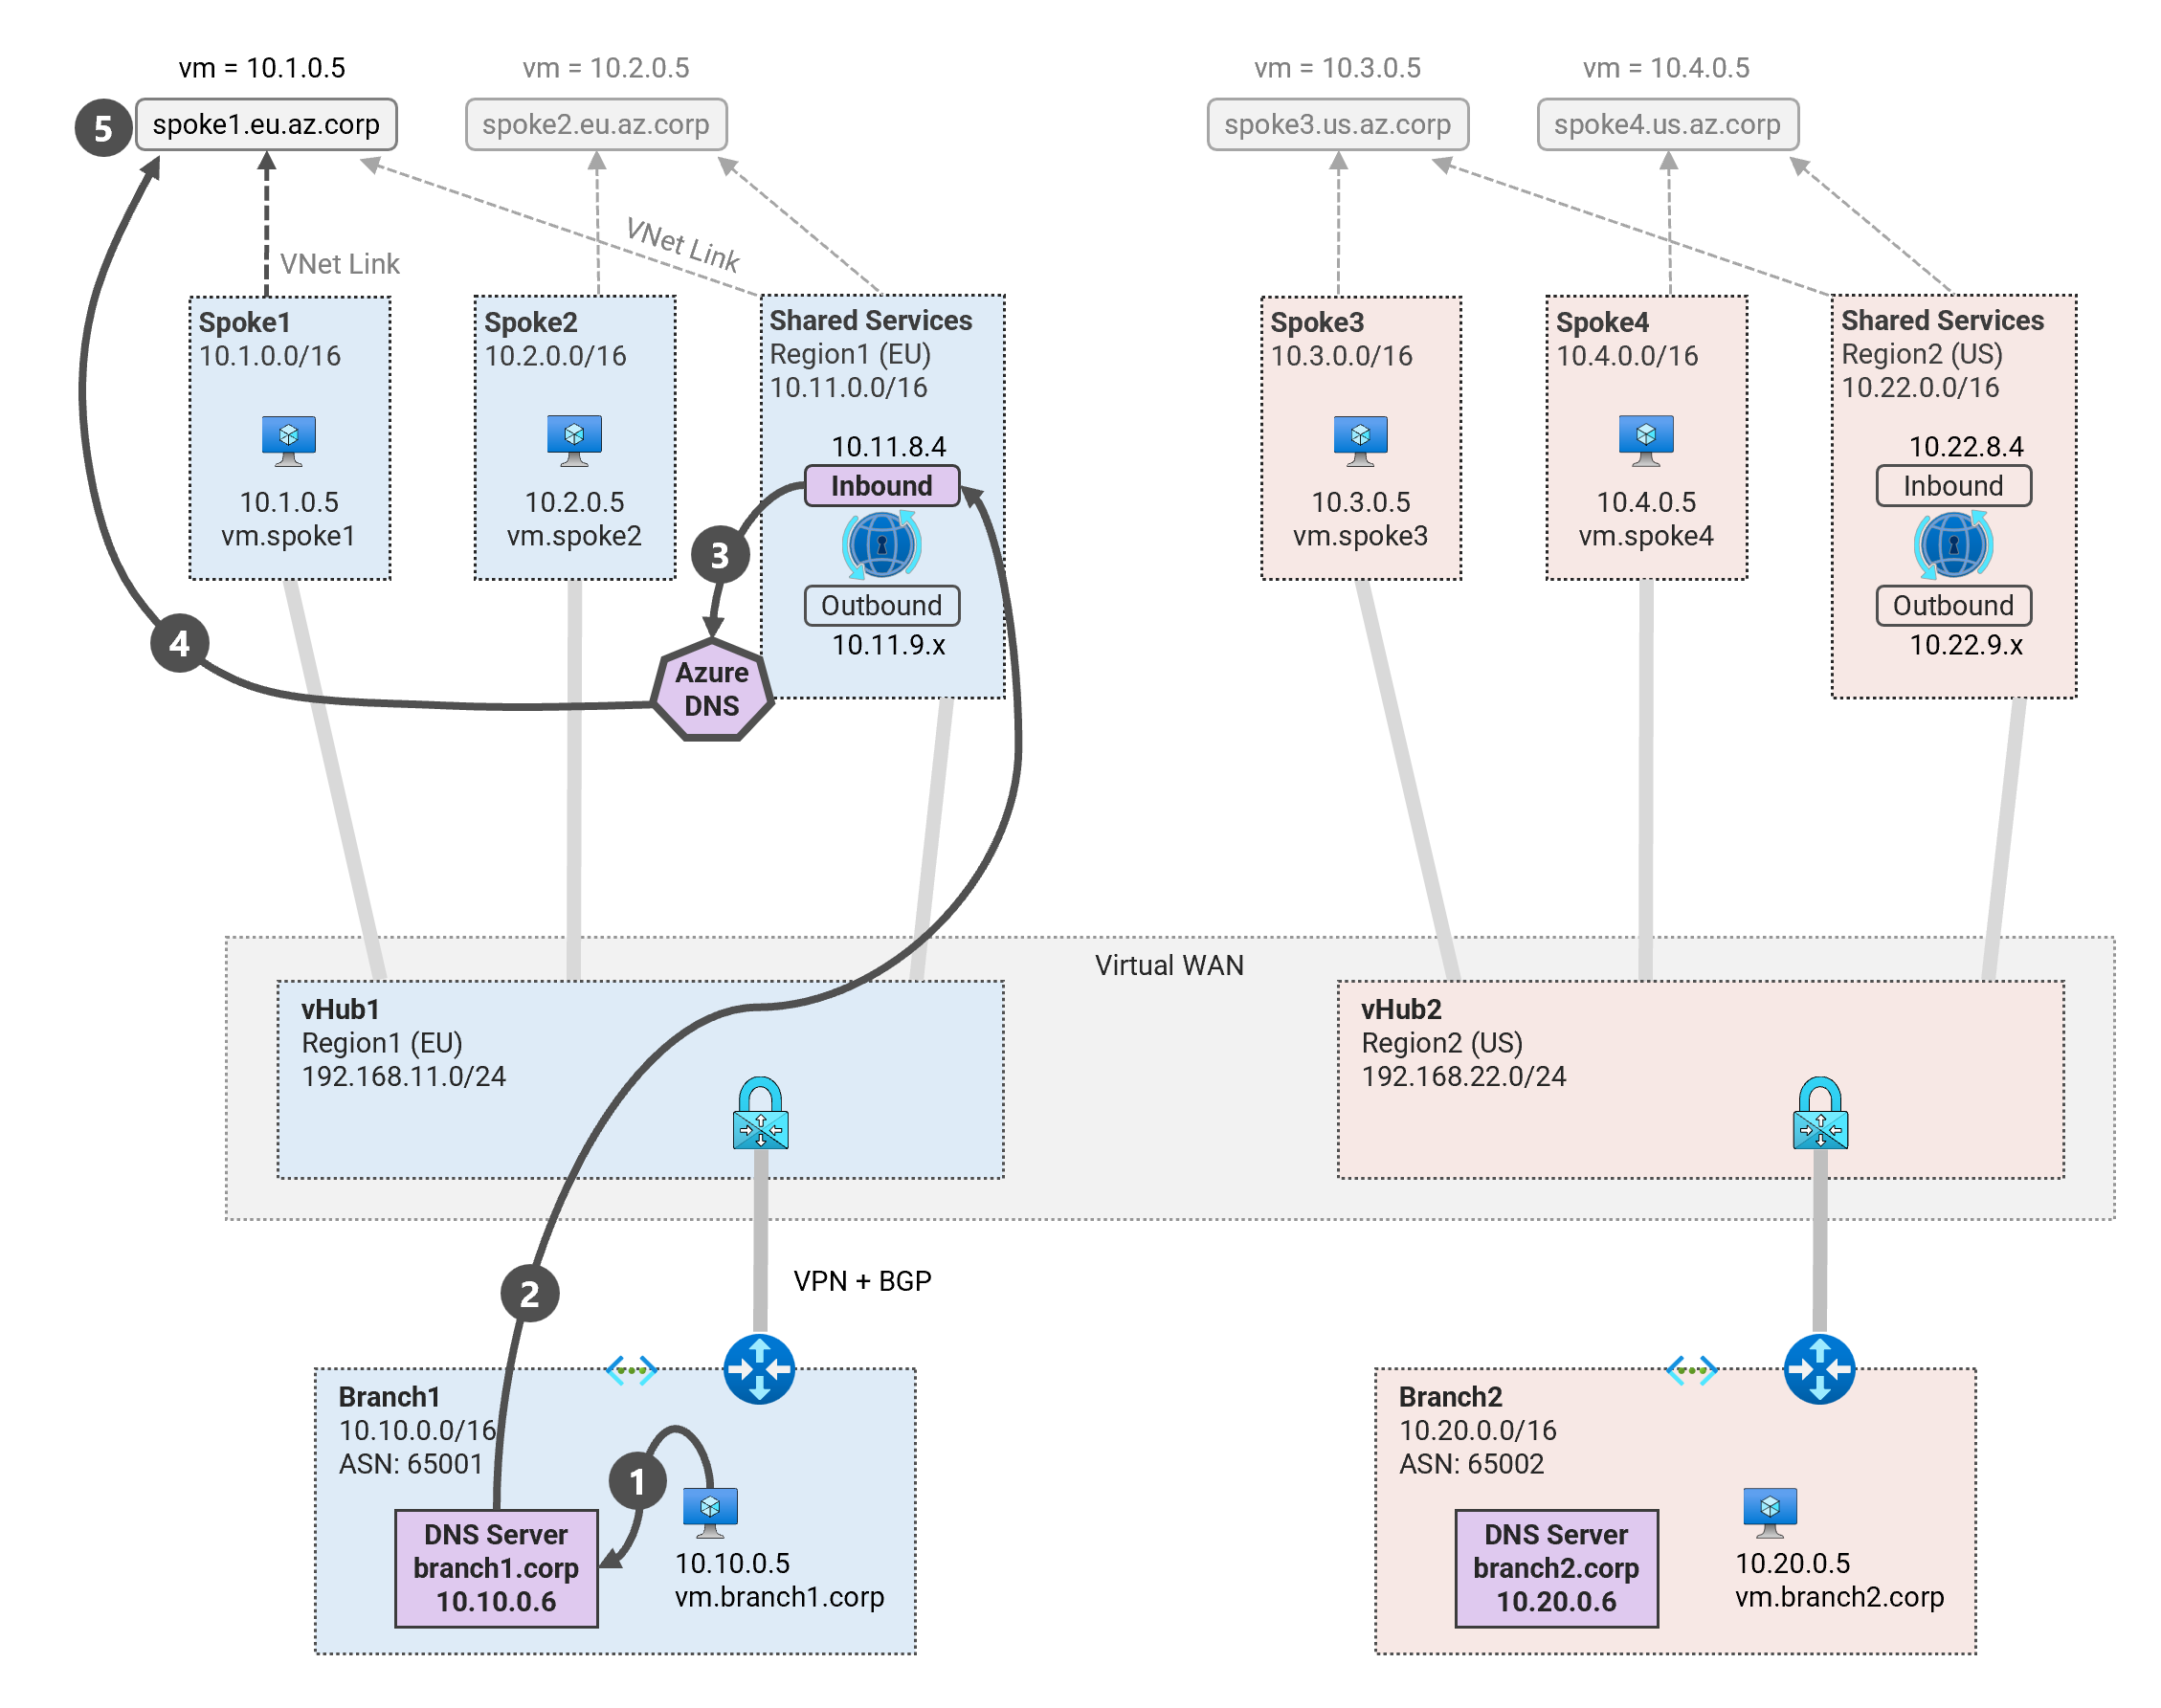 vm = 10.1.0.5
vm = 10.2.0.5
vm = 10.3.0.5
vm = 10.4.0.5
5
spoke1.eu.az.corp
spoke2.eu.az.corp
spoke3.us.az.corp
spoke4.us.az.corp
VNet Link
VNet Link
Spoke1
10.1.0.0/16
10.1.0.5
vm.spoke1
Spoke2
10.2.0.0/16
10.2.0.5
vm.spoke2
Shared Services
Region1 (EU)
10.11.0.0/16
10.11.8.4
Inbound
Outbound
10.11.9.x
3
4
Azure
DNS
Spoke3
10.3.0.0/16
10.3.0.5
vm.spoke3
Spoke4
10.4.0.0/16
10.4.0.5
vm.spoke4
Shared Services
Region2 (US)
10.22.0.0/16
10.22.8.4
Inbound
Outbound
10.22.9.x
Virtual WAN
vHub1
Region1 (EU)
192.168.11.0/24
vHub2
Region2 (US)
192.168.22.0/24
2
VPN + BGP
Branch1
10.10.0.0/16
ASN: 65001
1
DNS Server
branch1.corp
10.10.0.6
10.10.0.5
vm.branch1.corp
Branch2
10.20.0.0/16
ASN: 65002
DNS Server
branch2.corp
10.20.0.6
10.20.0.5
vm.branch2.corp